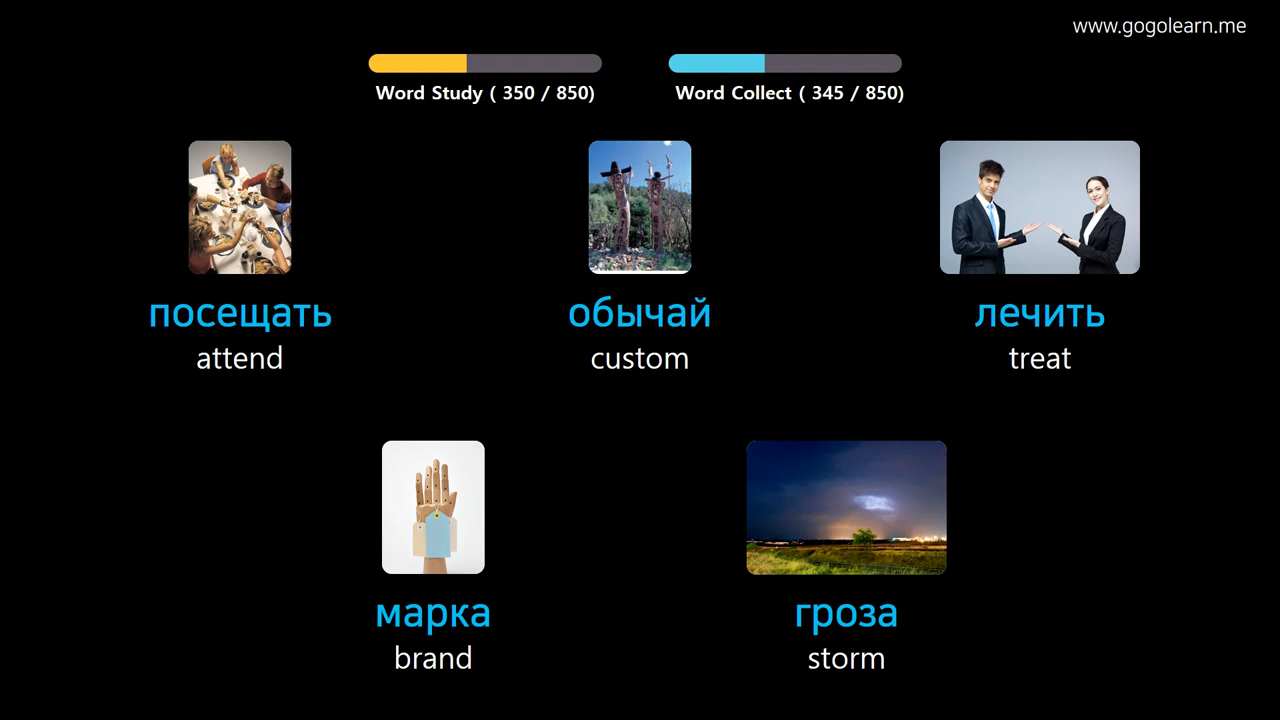 www.gogolearn.me
Word Study ( 350 / 850)
Word Collect ( 345 / 850)
посещать
attend
обычай
custom
лечить
treat
марка
brand
гроза
storm